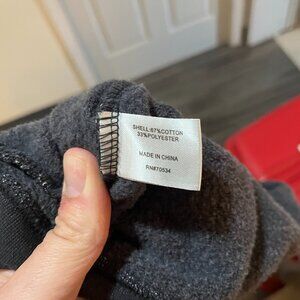 SHELL:67%COTTON
33%POLYESTER
MADE IN CHINA
RN#70534